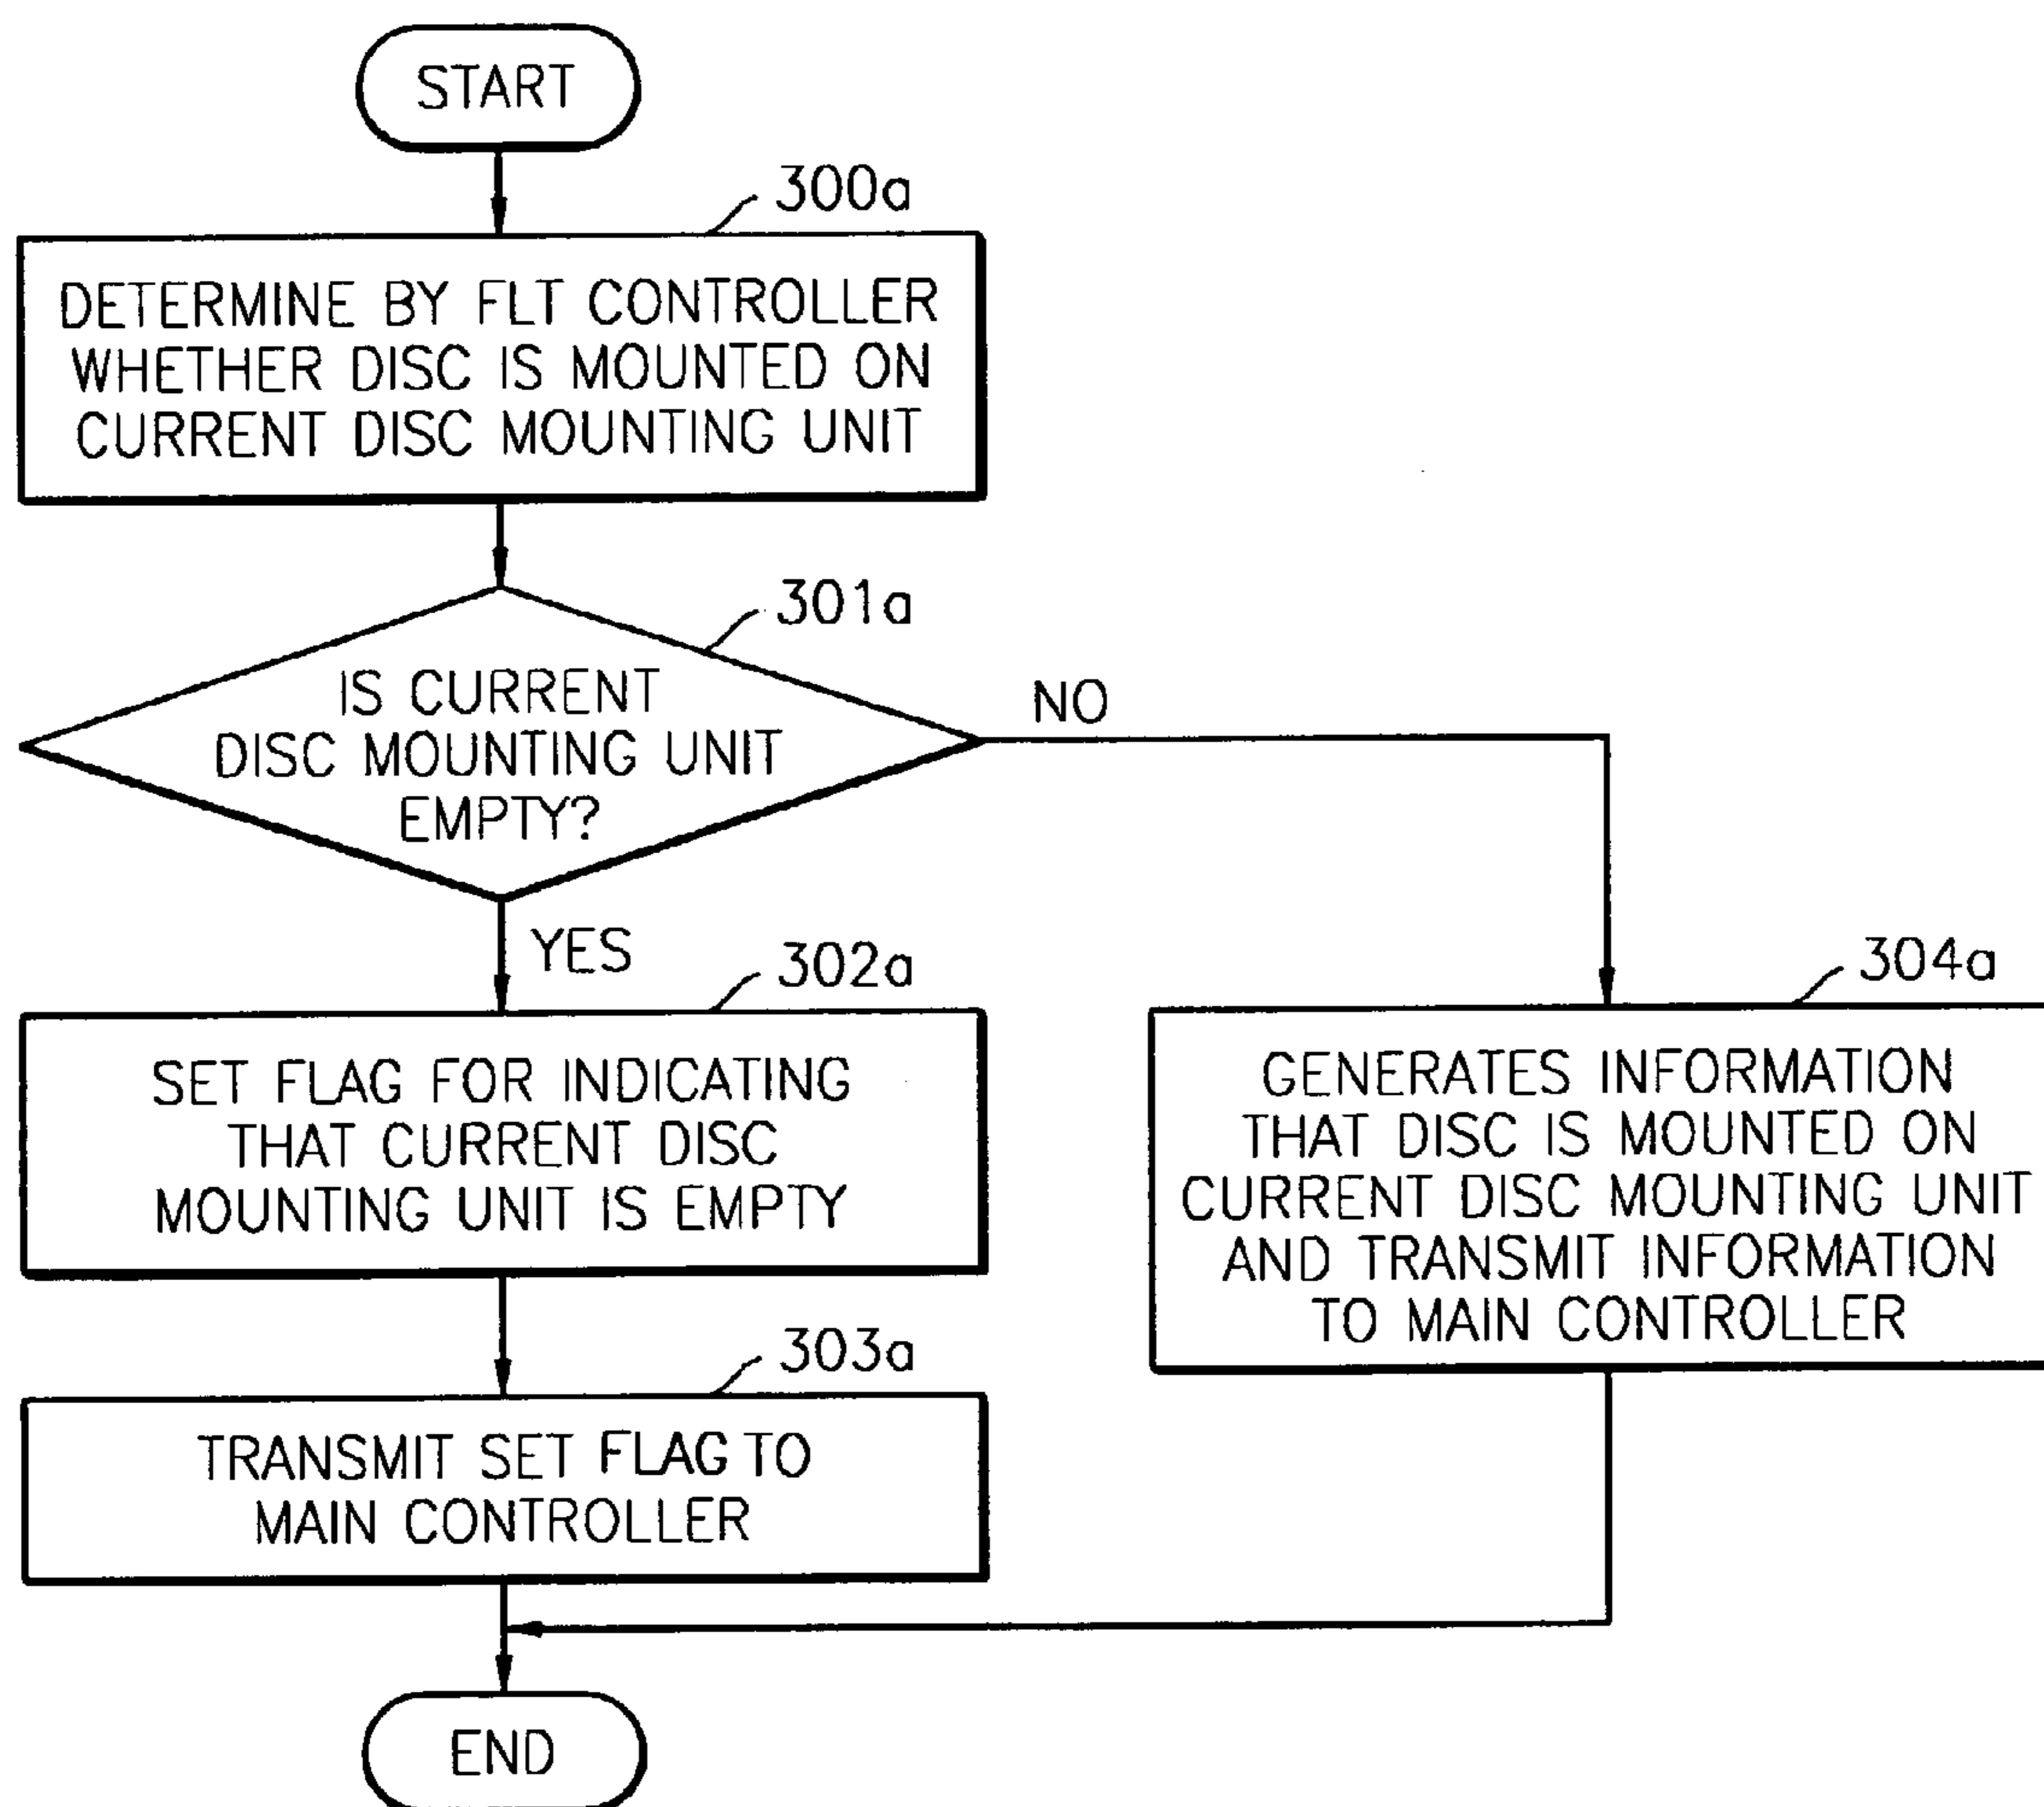 START
300a
DETERMINE BY FLT CONTROLLER
WHETHER DISC IS MOUNTED ON
CURRENT DISC MOUNTING UNIT
301a
IS CURRENT
DISC MOUNTING UNIT
EMPTY?
NO
YES
302a
SET FLAG FOR INDICATING
THAT CURRENT DISC
MOUNTING UNIT IS EMPTY
304a
GENERATES INFORMATION
THAT DISC IS MOUNTED ON
CURRENT DISC MOUNTING UNIT
AND TRANSMIT INFORMATION
TO MAIN CONTROLLER
303a
TRANSMIT SET FLAG TO
MAIN CONTROLLER
END